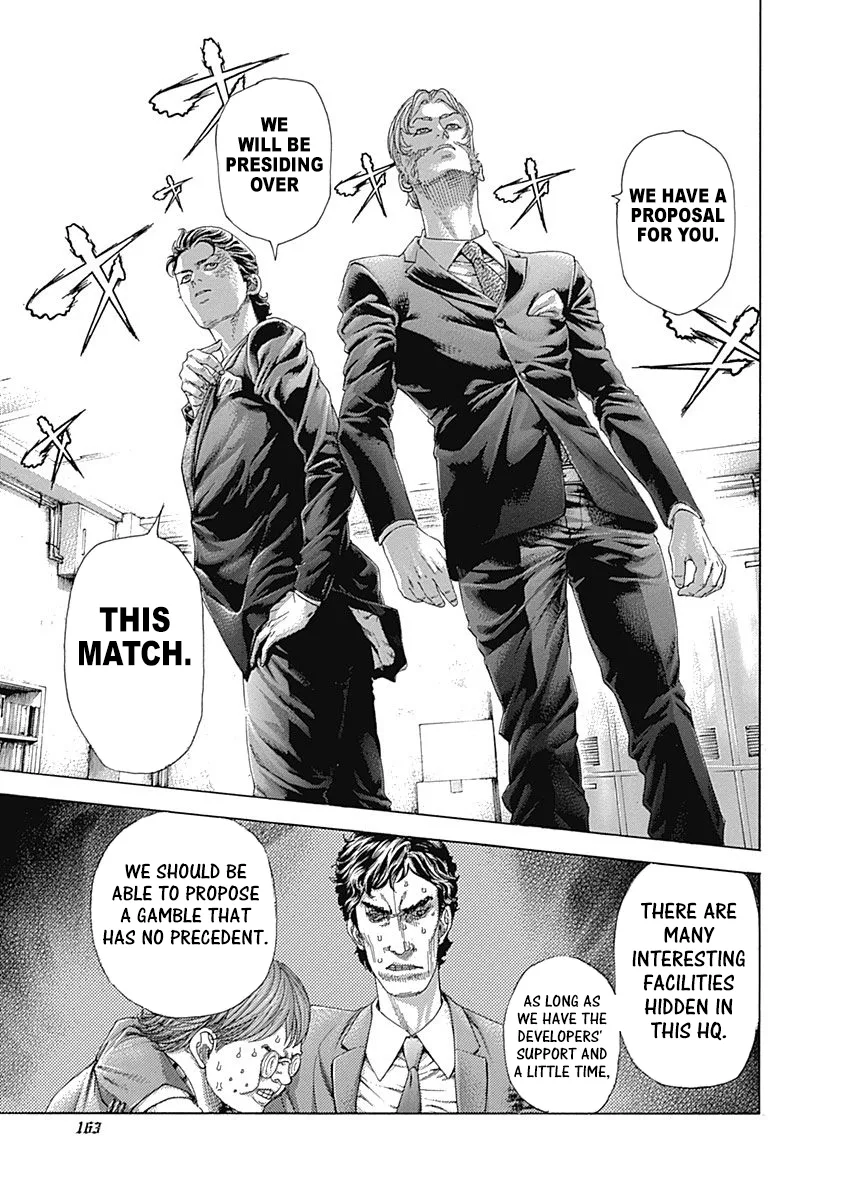 WE HAVE A
PROPOSAL
FOR YOU.
WE
WILL BE
PRESIDING
OVER
THIS
MATCH.
THERE ARE
MANY
INTERESTING
FACILITIES
HIDDEN IN
THIS HQ.
AS LONG AS
WE HAVE THE
DEVELOPERS'
SUPPORT AND
A LITTLE TIME,
WE SHOULD BE
ABLE TO PROPOSE
A GAMBLE THAT
HAS NO PRECEDENT.
163